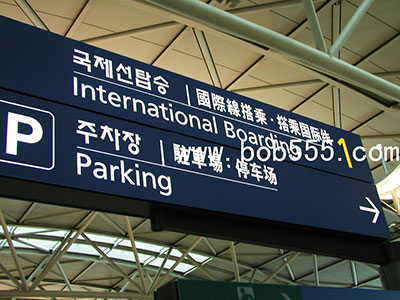 국제선탑승 | 國際線搭乘·搭乘国际线
International Boarding 1
P 주차장 | 駐車場:停车场
Parking →
www.bob555.com